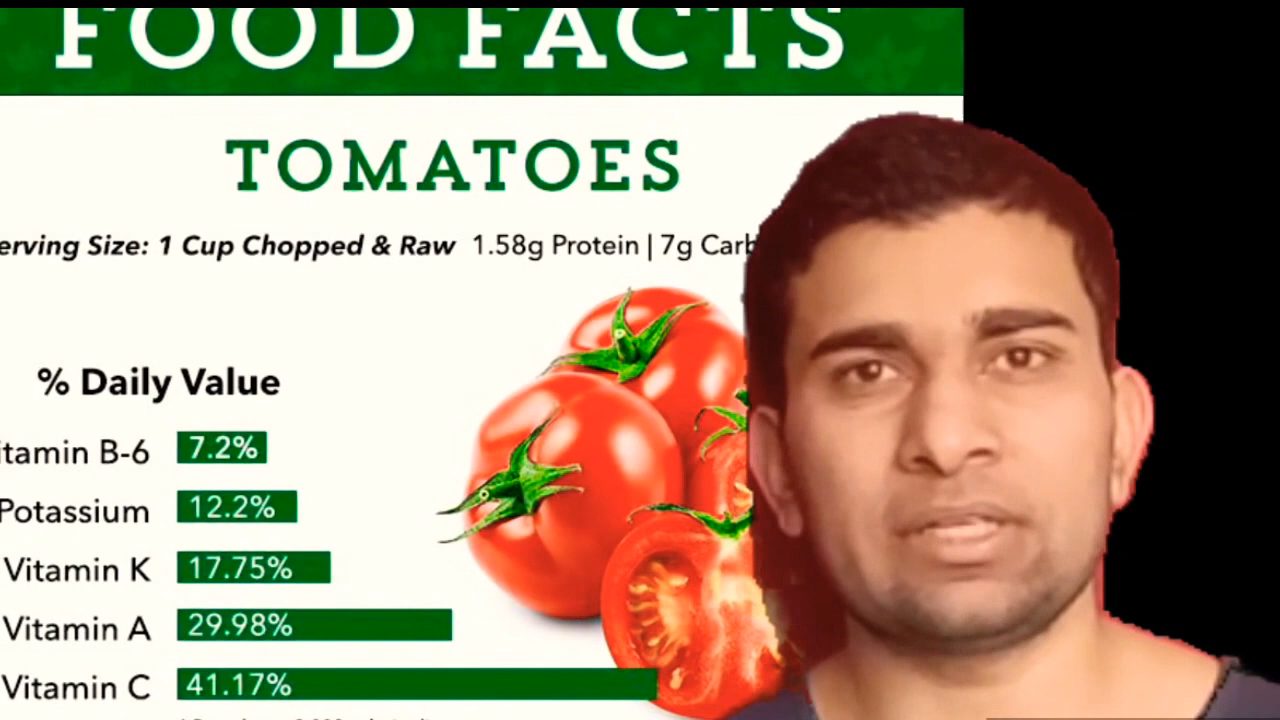 FOOD FACTS
TOMATOES
erving Size: 1 Cup Chopped & Raw 1.58g Protein | 7g Carb
% Daily Value
itamin B-6 7.2%
Potassium 12.2%
Vitamin K 17.75%
Vitamin A 29.98%
Vitamin C 41.17%